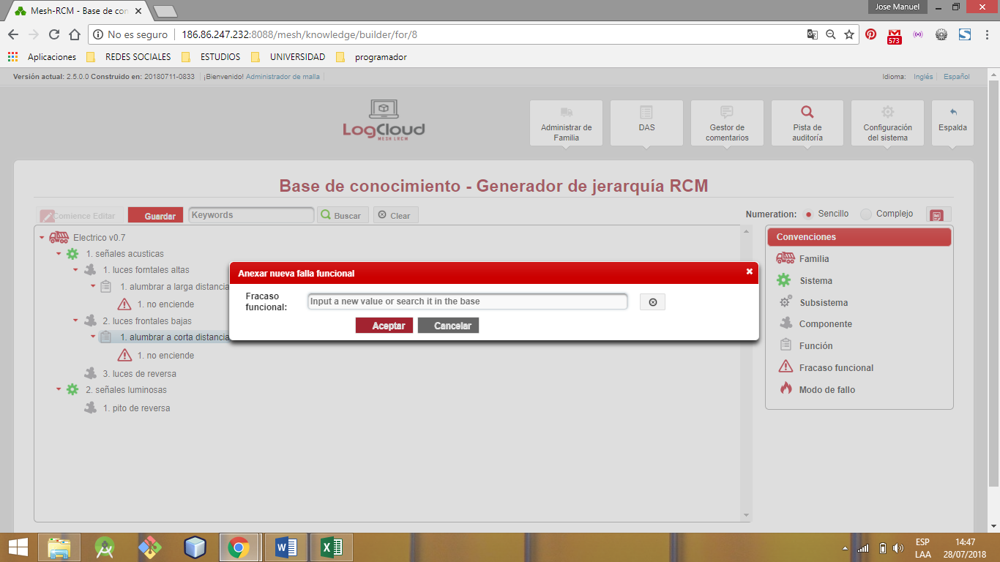 Mesh-RCM - Base de con
Jose Manuel
No es seguro
186.86.247.232:8088/mesh/knowledge/builder/for/8
573
Aplicaciones
REDES SOCIALES
ESTUDIOS
UNIVERSIDAD
programador
Versión actual: 2.5.0.0 Construido en: 20180711-0833
¡Bienvenido! Administrador de malla
Idioma:
Inglés
Español
LogCloud
MESH LRCM
Administrar de
Familia
DAS
Gestor de
comentarios
Pista de
auditoría
Configuración
del sistema
Espalda
Base de conocimiento - Generador de jerarquía RCM
Comience Editar
Guardar
Keywords
Buscar
Clear
Numeration:
Sencillo
Complejo
Electrico v0.7
1. señales acusticas
1. luces forntales altas
1. alumbrar a larga distancia
1. no enciende
2. luces frontales bajas
1. alumbrar a corta distancia
1. no enciende
3. luces de reversa
2. señales luminosas
1. pito de reversa
Anexar nueva falla funcional
Fracaso
funcional:
Input a new value or search it in the base
Aceptar
Cancelar
Convenciones
Familia
Sistema
Subsistema
Componente
Función
Fracaso funcional
Modo de fallo
ESP
LAA
14:47
28/07/2018